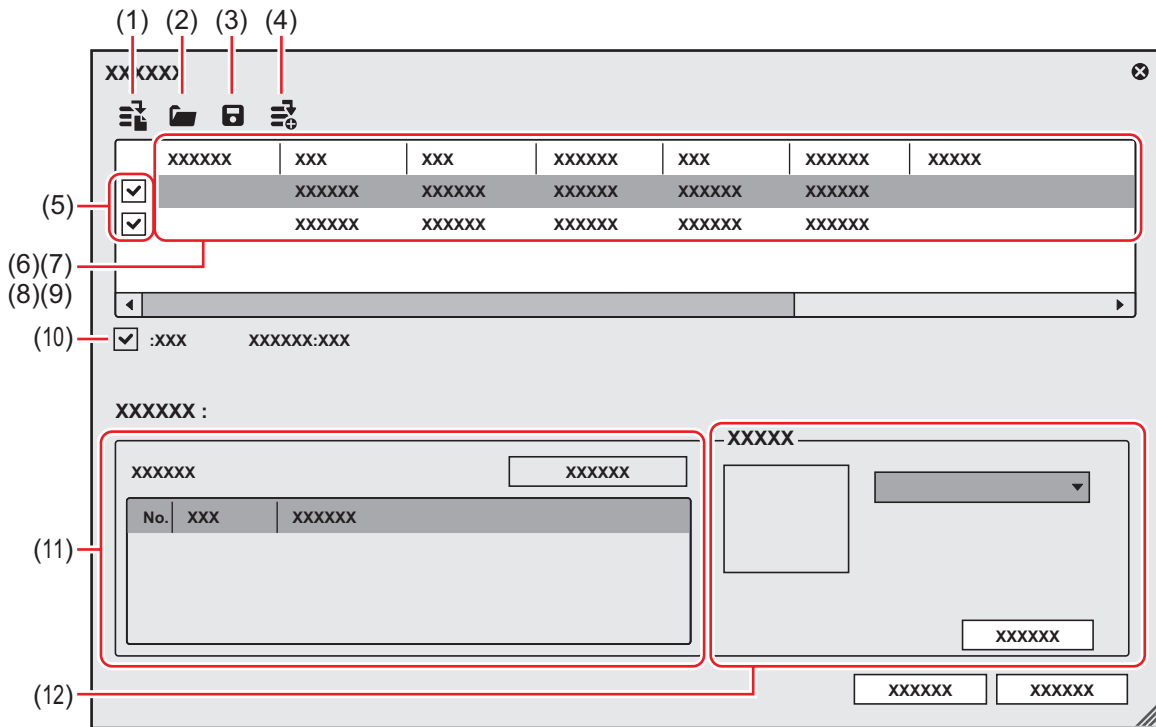 (1) (2) (3) (4)
XXXXXX
XXXXXX XXX XXX XXXXXX XXX XXXXXX XXXXX
(5)
XXXXXX XXXXXX XXXXXX XXXXXX XXXXXX
XXXXXX XXXXXX XXXXXX XXXXXX XXXXXX
(6)(7)
(8)(9)
(10) :XXX XXXXXX:XXX
XXXXXX :
XXXXX
XXXXXX XXXXXX
No. XXX XXXXXX
(11)
XXXXXX
(12) XXXXXX XXXXXX